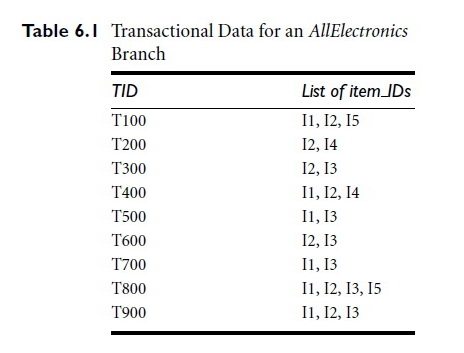 Table 6.1 Transactional Data for an AllElectronics
Branch
TID List of item_IDs
T100 I1, I2, I5
T200 I2, I4
T300 I2, I3
T400 I1, I2, I4
T500 I1, I3
T600 I2, I3
T700 I1, I3
T800 I1, I2, I3, I5
T900 I1, I2, I3